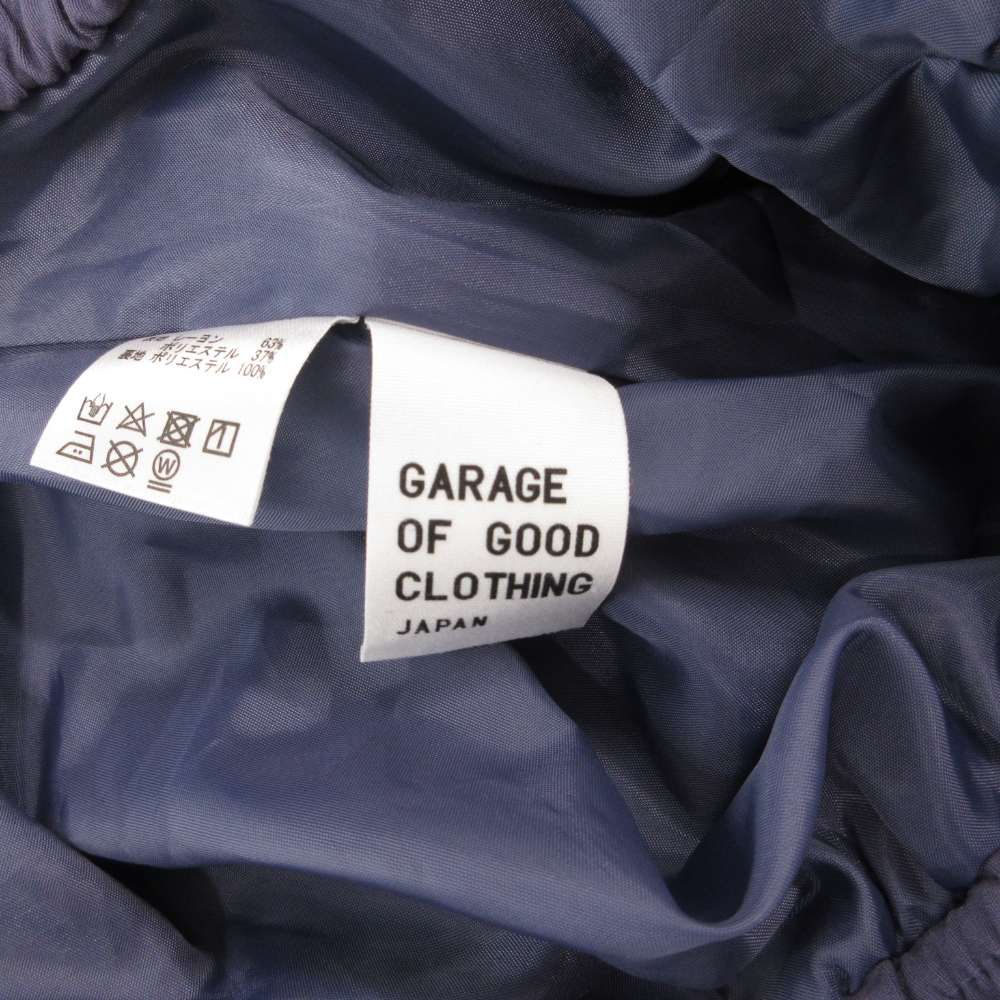 レーヨン 63%
ポリエステル 37%
裏地 ポリエステル 100%
W
GARAGE
OF GOOD
CLOTHING
JAPAN